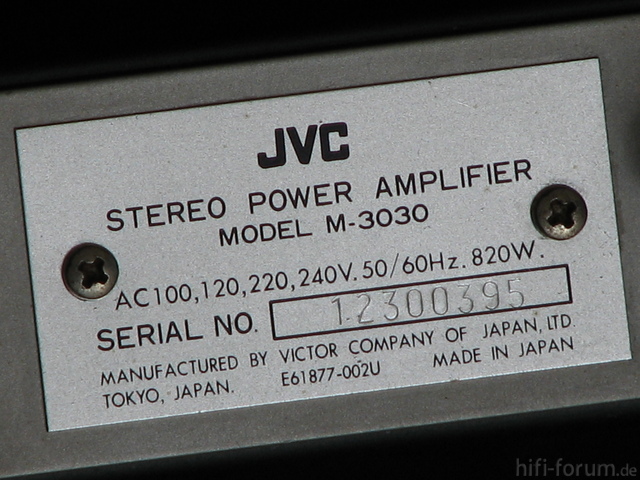 JVC
STEREO POWER AMPLIFIER
MODEL M-3030
AC100,120,220,240V.50/60Hz.820W.
SERIAL NO. 12300395
MANUFACTURED BY VICTOR COMPANY OF JAPAN, LTD.
TOKYO, JAPAN. E61877-002U MADE IN JAPAN
hifi-forum.de